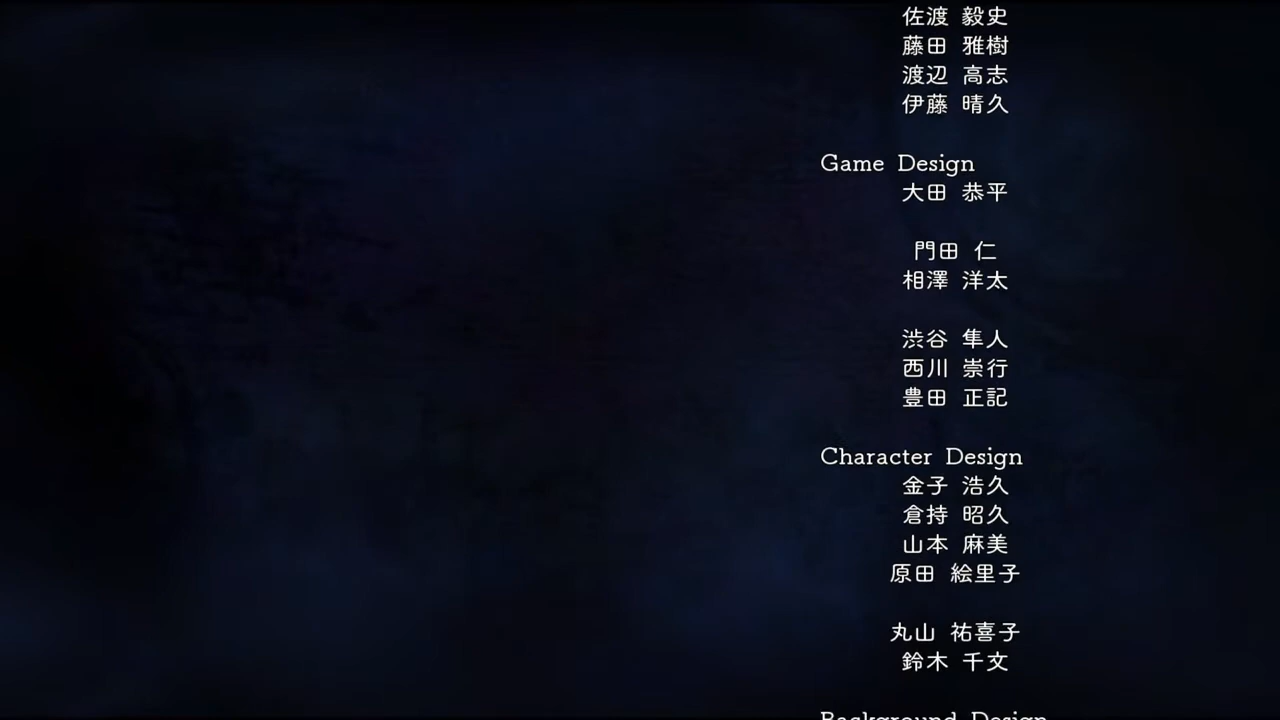 佐渡 毅史
藤田 雅樹
渡辺 高志
伊藤 晴久
Game Design
大田 恭平
門田 仁
相澤 洋太
渋谷 隼人
西川 崇行
豊田 正記
Character Design
金子 浩久
倉持 昭久
山本 麻美
原田 絵里子
丸山 祐喜子
鈴木 千文
Background Design